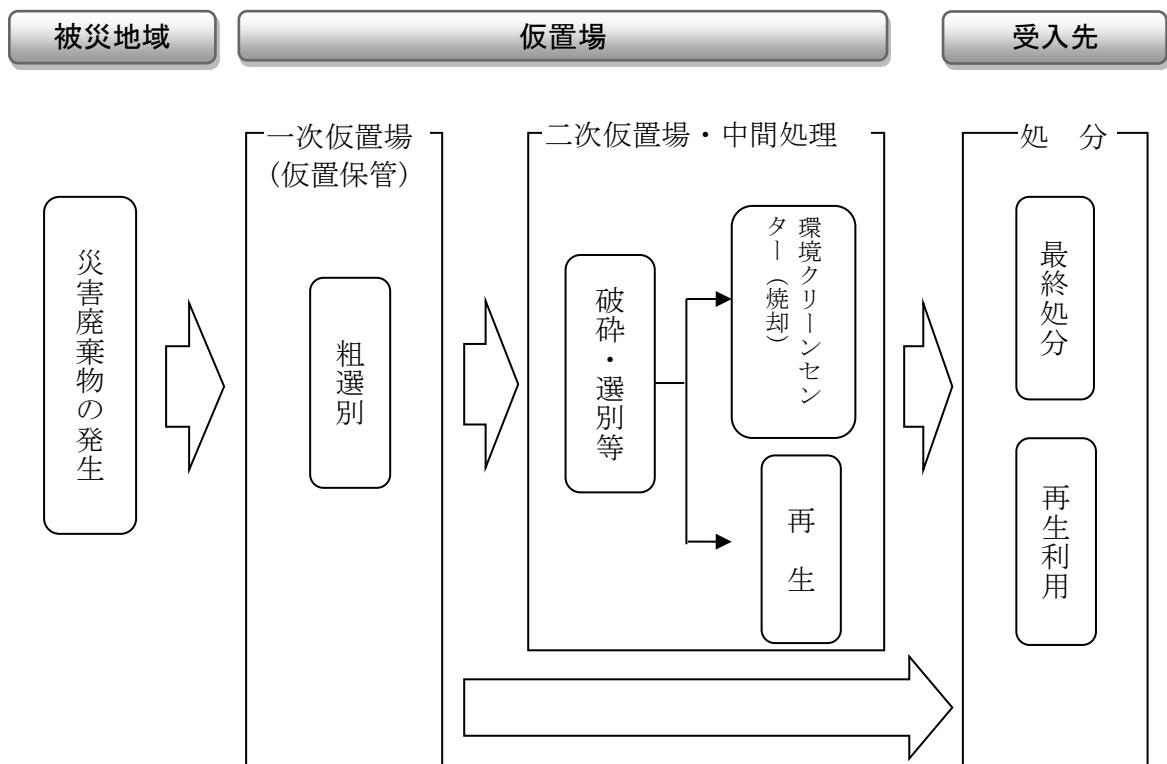 被災地域
仮置場
受入先
一次仮置場
(仮置保管)
二次仮置場・中間処理
処 分
災害廃棄物の発生
粗選別
破砕・選別等
環境クリーンセン
ター(焼却)
再 生
最終処分
再生利用